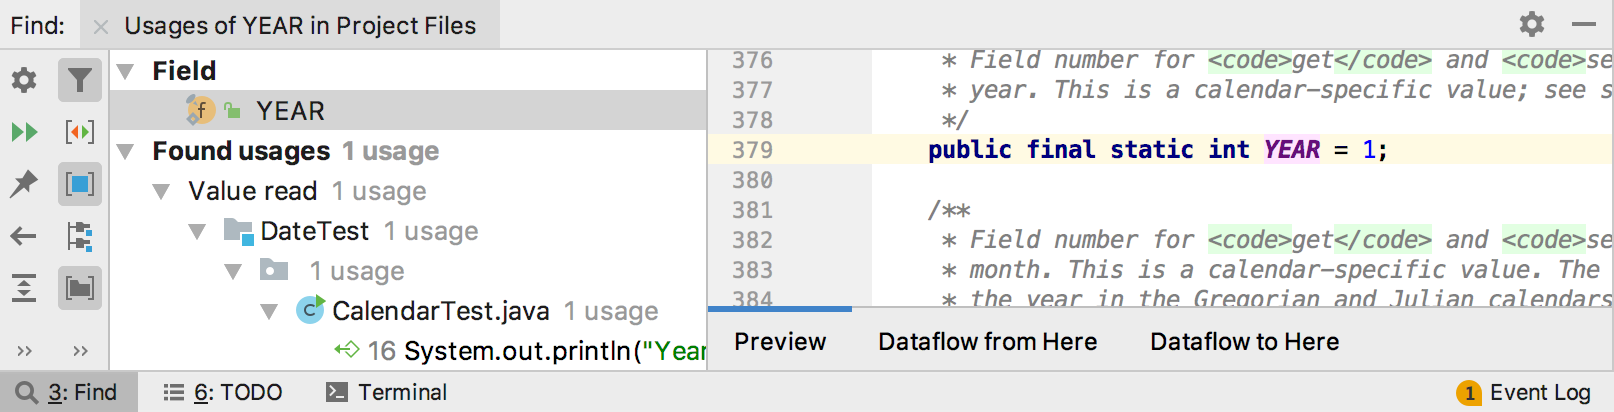 Find: Usages of YEAR in Project Files
Field
f YEAR
Found usages 1 usage
Value read 1 usage
DateTest 1 usage
1 usage
C CalendarTest.java 1 usage
16 System.out.println("Year
376 * Field number for <code>get</code> and <code>se
377 * year. This is a calendar-specific value; see s
378 */
379 public final static int YEAR = 1;
380
381 /**
382 * Field number for <code>get</code> and <code>se
383 * month. This is a calendar-specific value. The
384 * the year in the Gregorian and Julian calendars
Preview Dataflow from Here Dataflow to Here
3: Find 6: TODO Terminal 1 Event Log